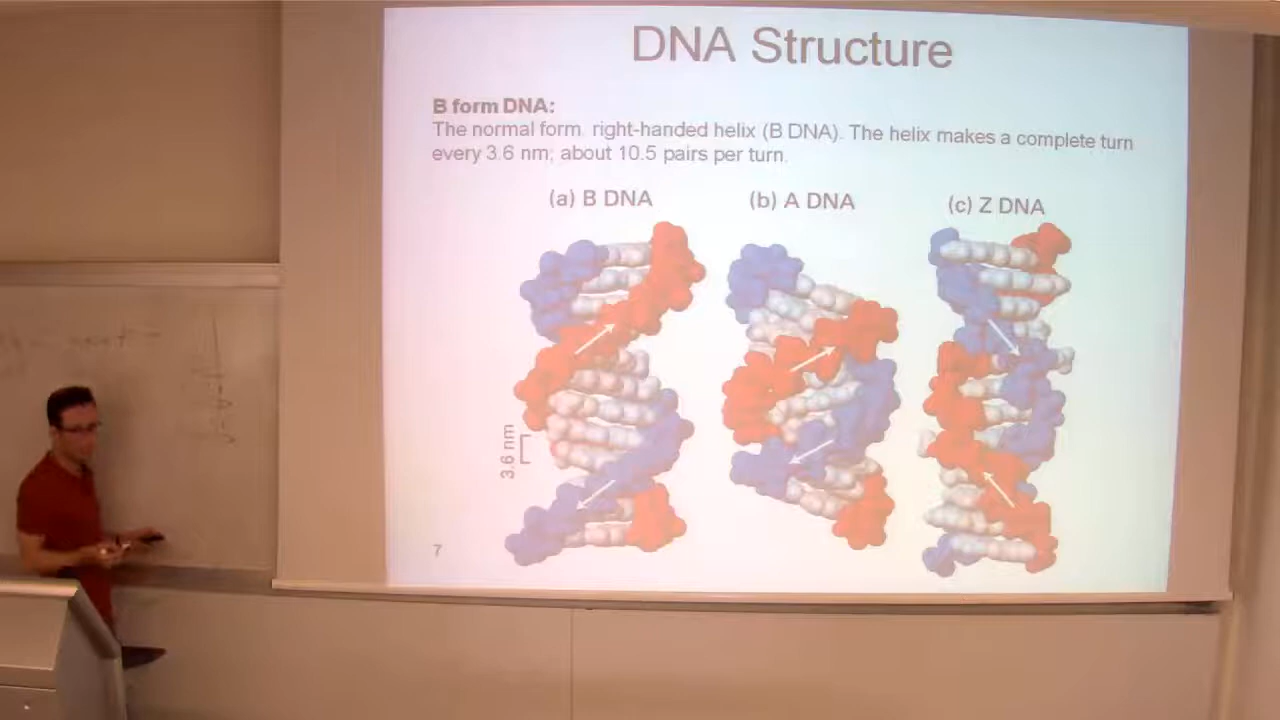 DNA Structure
B form DNA:
The normal form, right-handed helix (B DNA). The helix makes a complete turn
every 3.6 nm; about 10.5 pairs per turn.
(a) B DNA
(b) A DNA
(c) Z DNA
3.6 nm
7